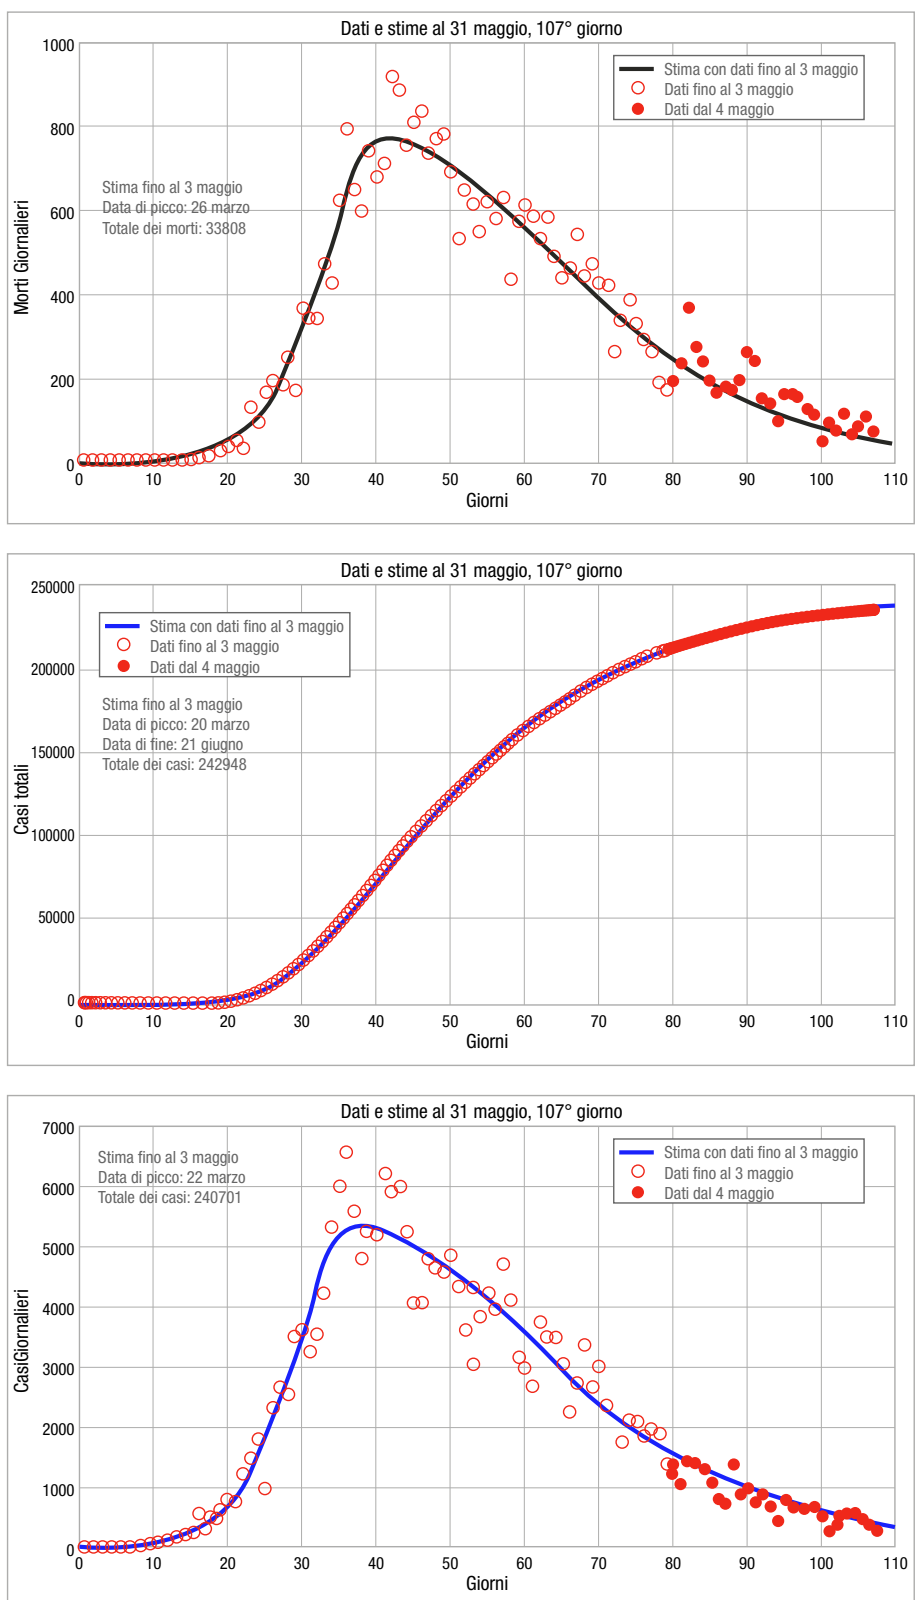 Dati e stime al 31 maggio, 107° giorno
1000
800
600
400
200
0
Morti Giornalieri
Stima con dati fino al 3 maggio
Dati fino al 3 maggio
Dati dal 4 maggio
Stima fino al 3 maggio
Data di picco: 26 marzo
Totale dei morti: 33808
0 10 20 30 40 50 60 70 80 90 100 110
Giorni
Dati e stime al 31 maggio, 107° giorno
250000
200000
150000
100000
50000
0
Casi totali
Stima con dati fino al 3 maggio
Dati fino al 3 maggio
Dati dal 4 maggio
Stima fino al 3 maggio
Data di picco: 20 marzo
Data di fine: 21 giugno
Totale dei casi: 242948
0 10 20 30 40 50 60 70 80 90 100 110
Giorni
Dati e stime al 31 maggio, 107° giorno
7000
6000
5000
4000
3000
2000
1000
0
CasiGiornalieri
Stima fino al 3 maggio
Data di picco: 22 marzo
Totale dei casi: 240701
Stima con dati fino al 3 maggio
Dati fino al 3 maggio
Dati dal 4 maggio
0 10 20 30 40 50 60 70 80 90 100 110
Giorni